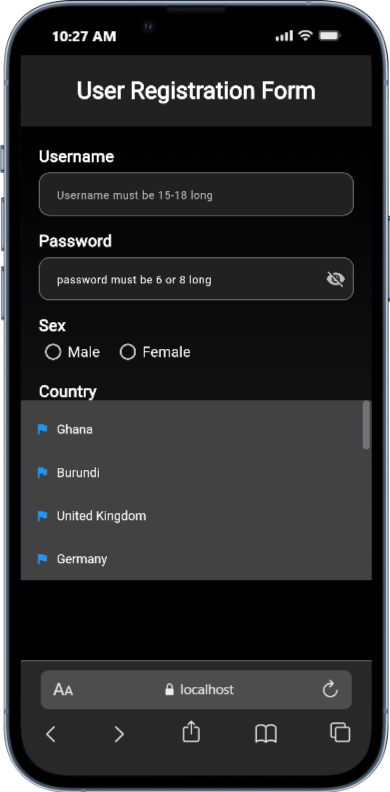 10:27 AM
User Registration Form
Username
Username must be 15-18 long
Password
password must be 6 or 8 long
Sex
Male Female
Country
Ghana
Burundi
United Kingdom
Germany
AA localhost